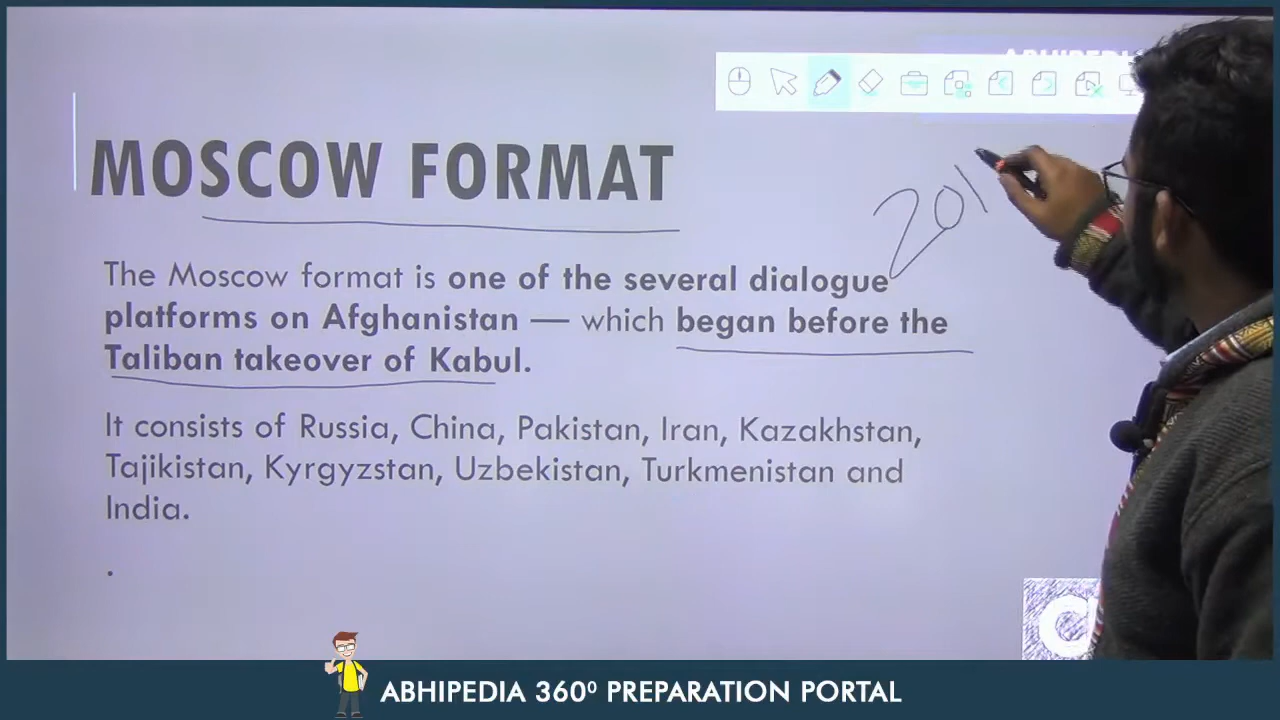 MOSCOW FORMAT
201
The Moscow format is one of the several dialogue
platforms on Afghanistan — which began before the
Taliban takeover of Kabul.
It consists of Russia, China, Pakistan, Iran, Kazakhstan,
Tajikistan, Kyrgyzstan, Uzbekistan, Turkmenistan and
India.
.
ABHIPEDIA 360⁰ PREPARATION PORTAL